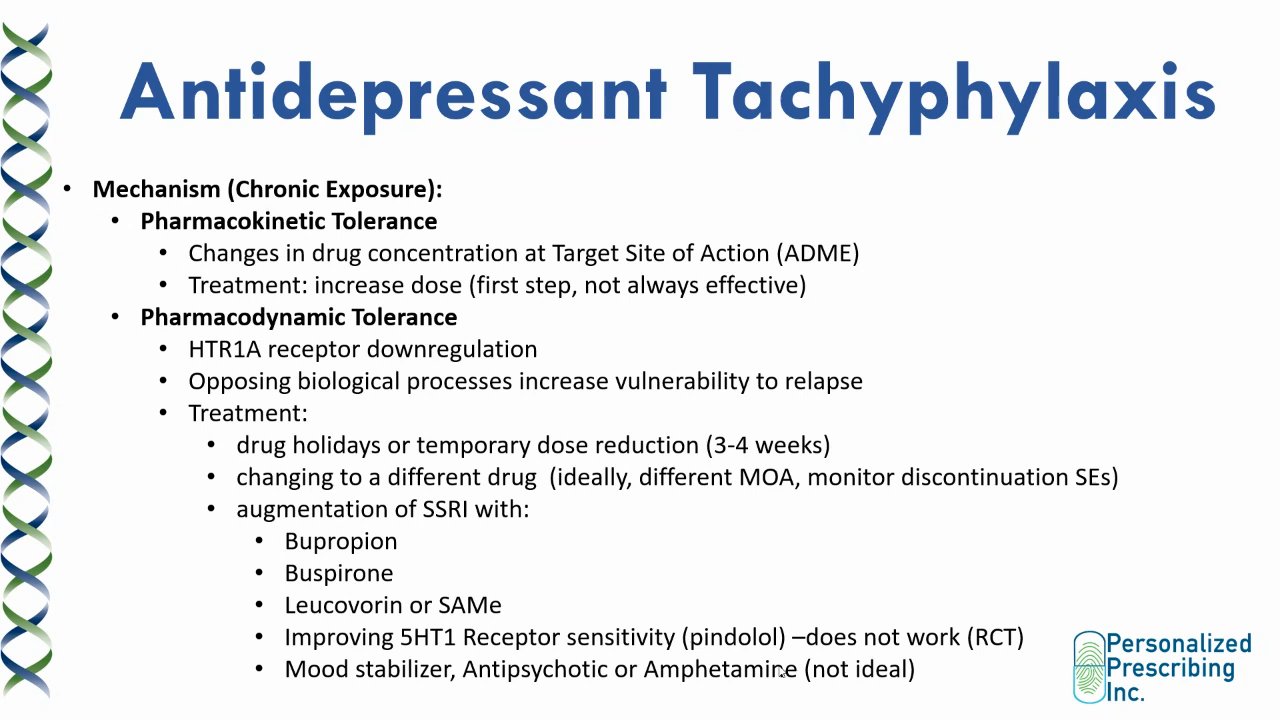 Antidepressant Tachyphylaxis
• Mechanism (Chronic Exposure):
• Pharmacokinetic Tolerance
• Changes in drug concentration at Target Site of Action (ADME)
• Treatment: increase dose (first step, not always effective)
• Pharmacodynamic Tolerance
• HTR1A receptor downregulation
• Opposing biological processes increase vulnerability to relapse
• Treatment:
• drug holidays or temporary dose reduction (3-4 weeks)
• changing to a different drug (ideally, different MOA, monitor discontinuation SEs)
• augmentation of SSRI with:
• Bupropion
• Buspirone
• Leucovorin or SAMe
• Improving 5HT1 Receptor sensitivity (pindolol) –does not work (RCT)
• Mood stabilizer, Antipsychotic or Amphetamine (not ideal)
Personalized
Prescribing
Inc.